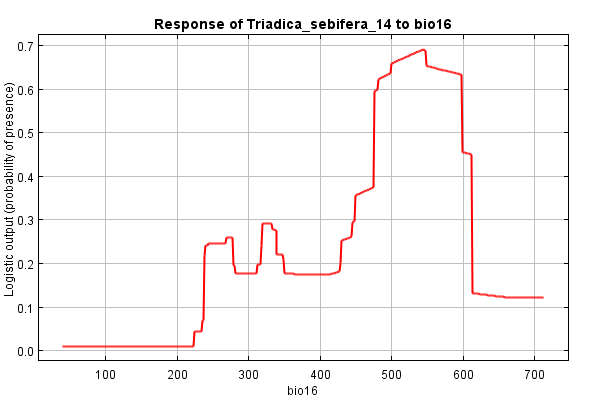 Response of Triadica_sebifera_14 to bio16
Logistic output (probability of presence)
0.7
0.6
0.5
0.4
0.3
0.2
0.1
0.0
100 200 300 400 500 600 700
bio16